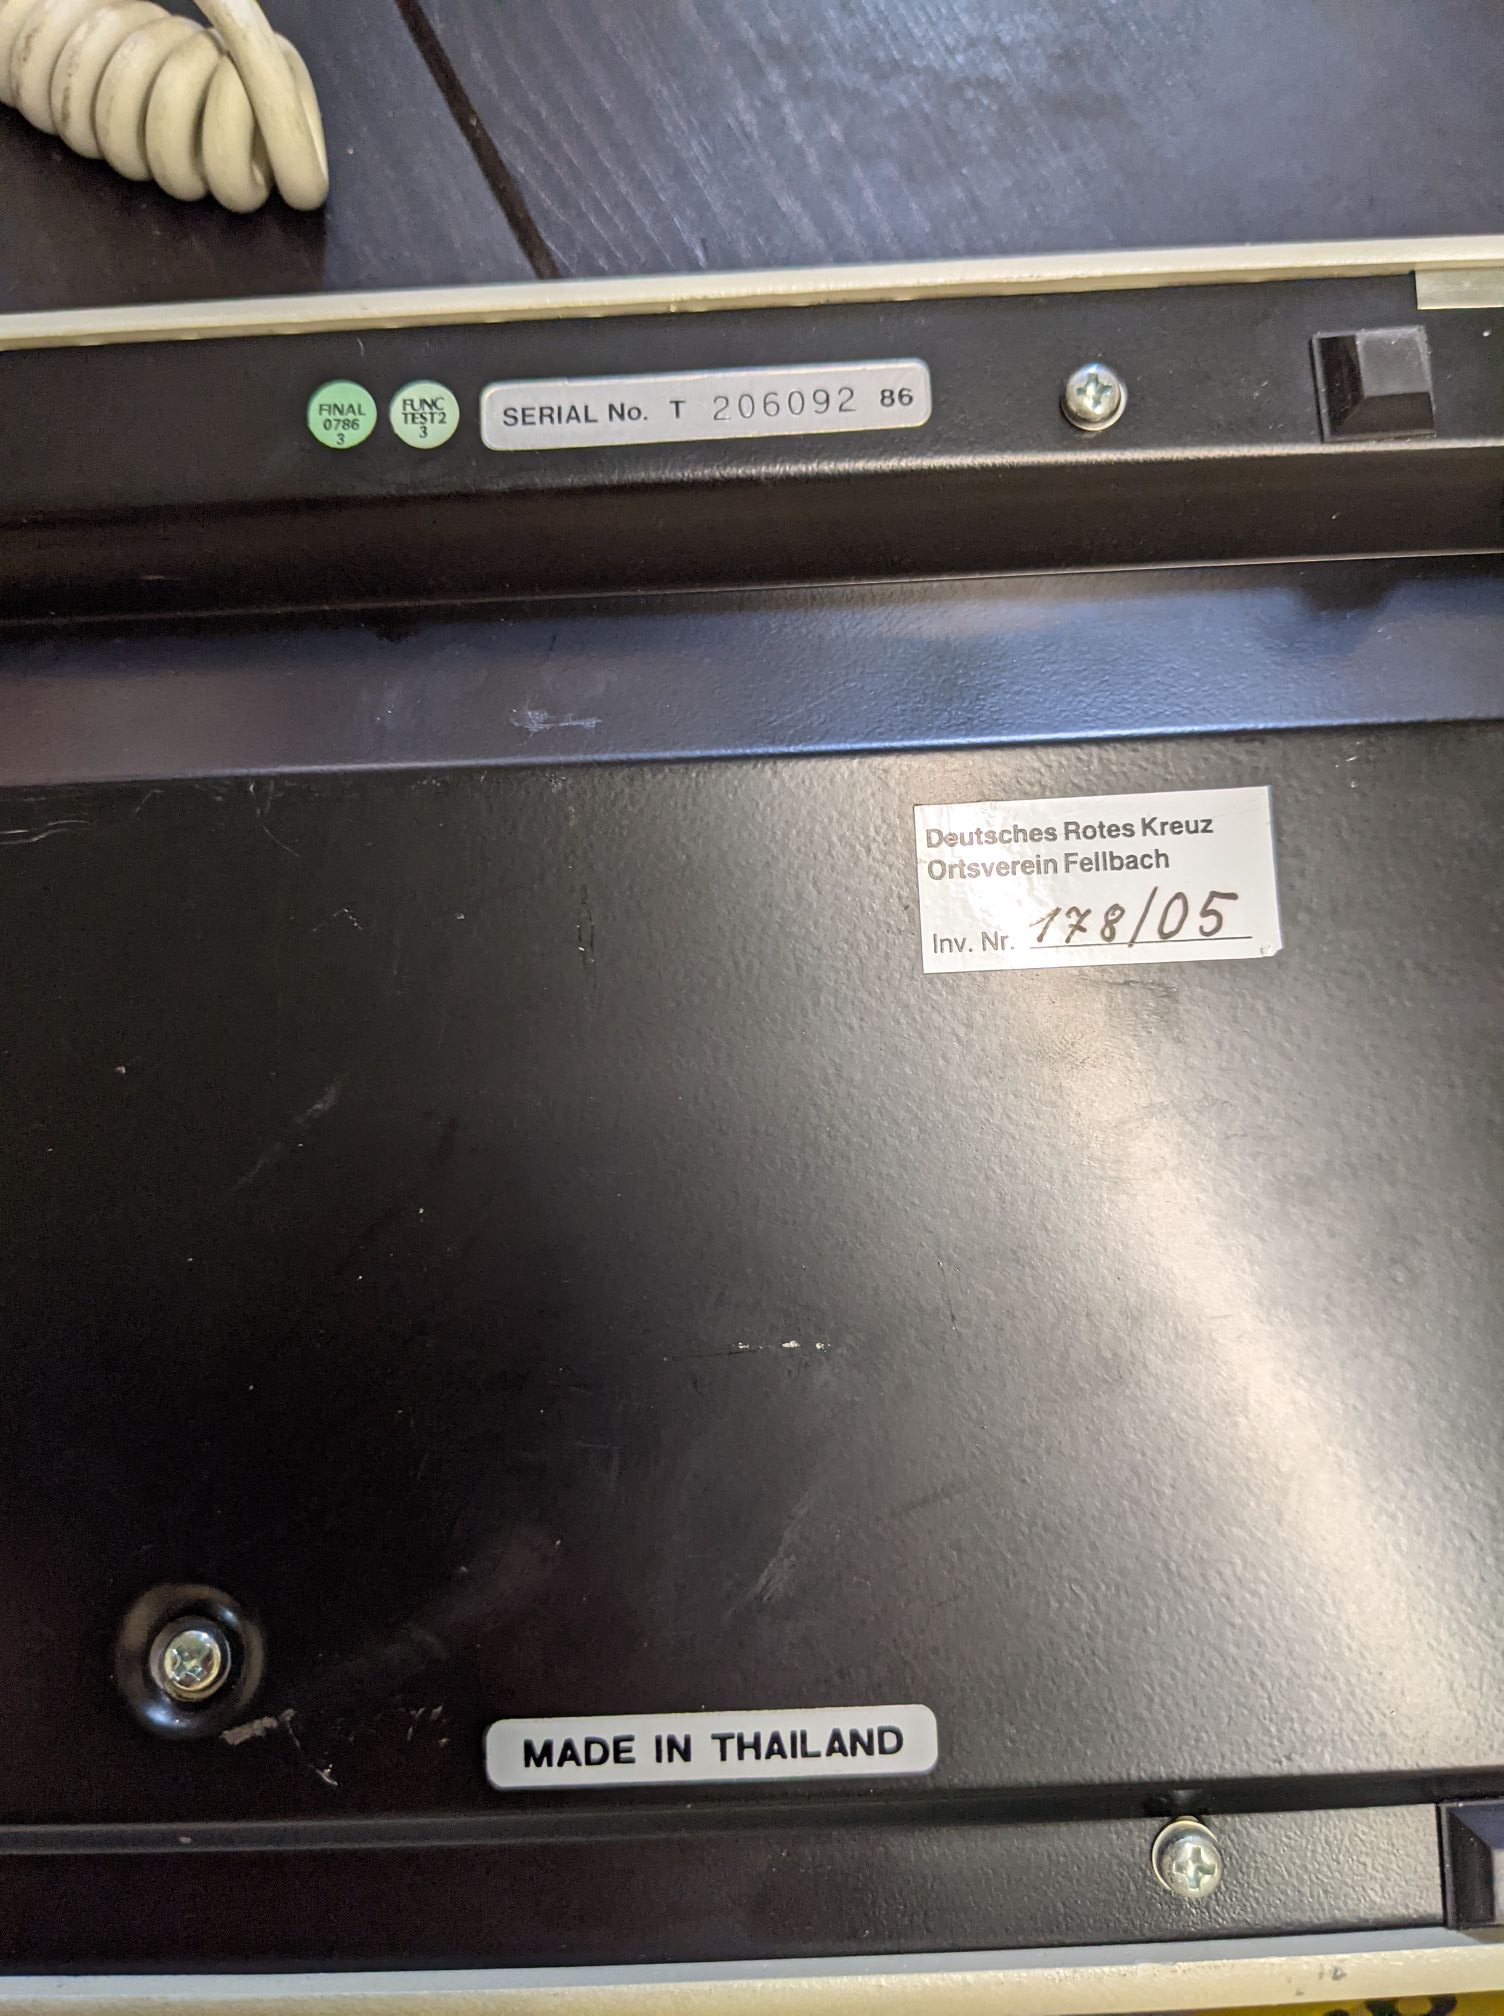 FINAL
0786
3
FUNC
TEST2
3
SERIAL No. T 206092 86
Deutsches Rotes Kreuz
Ortsverein Fellbach
Inv. Nr. 178/05
MADE IN THAILAND